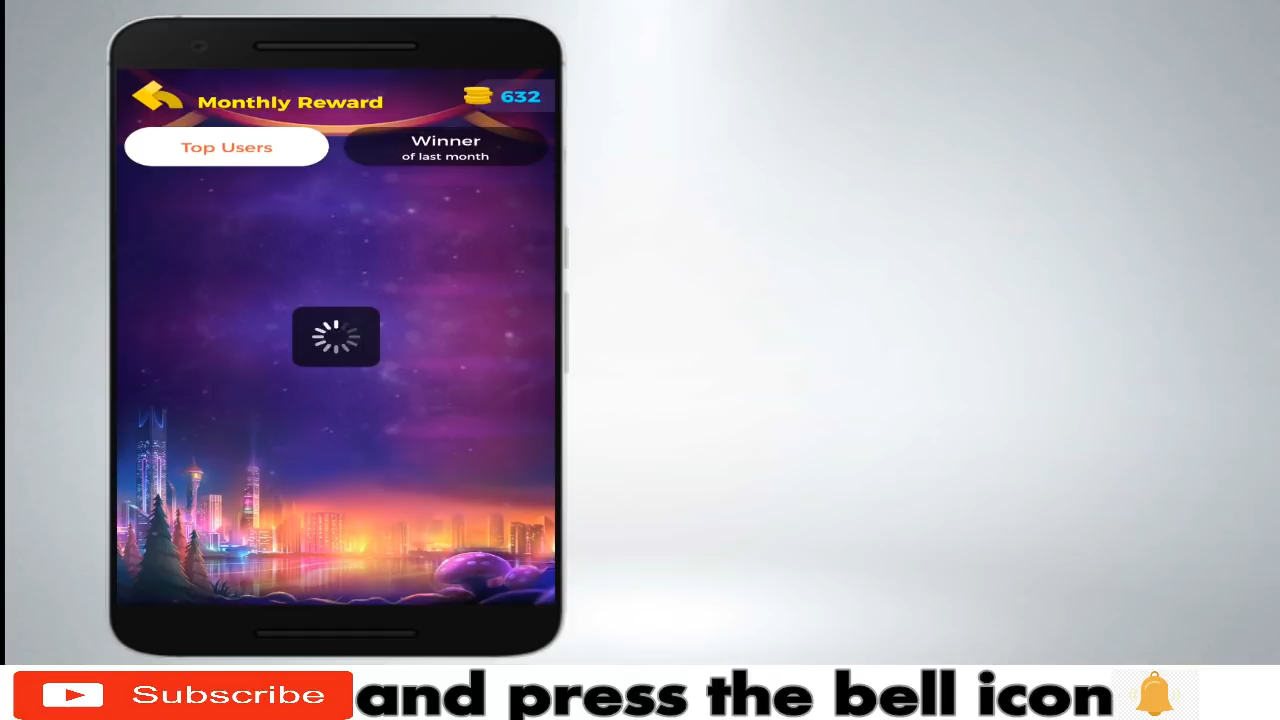 Monthly Reward
632
Top Users
Winner
of last month
Subscribe and press the bell icon